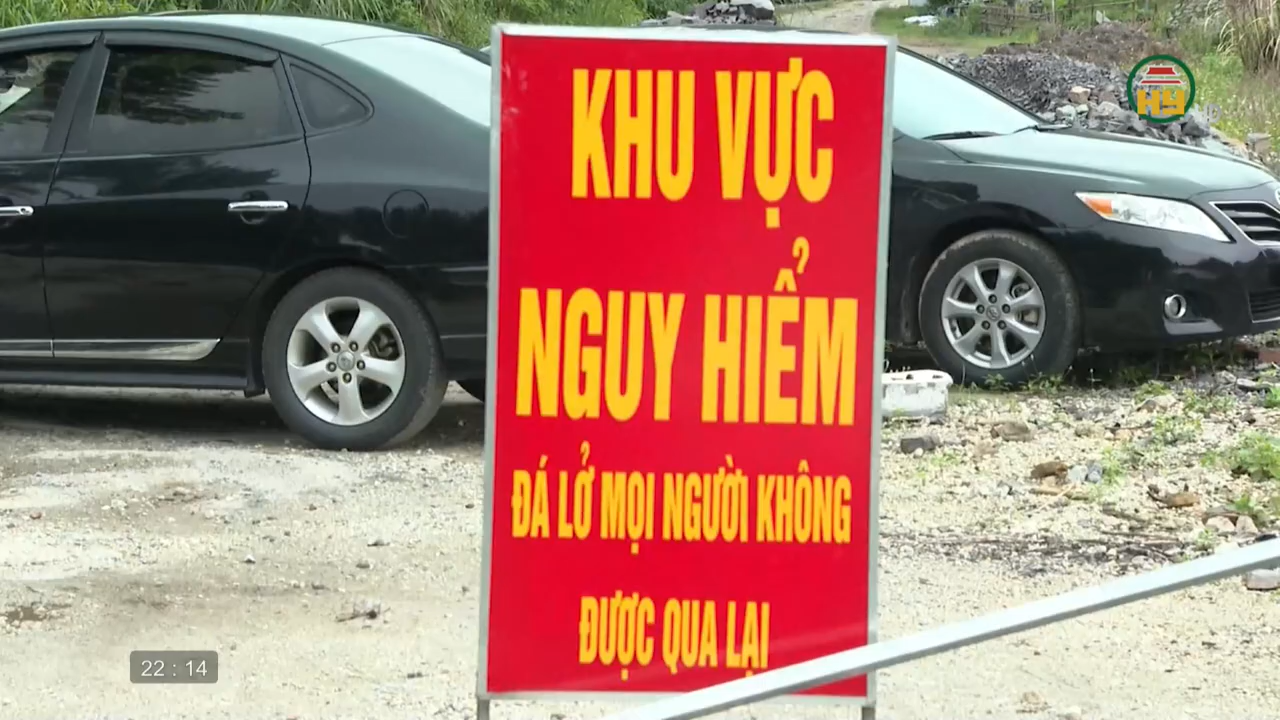 KHU VỰC
NGUY HIỂM
ĐÁ LỞ MỌI NGƯỜI KHÔNG
ĐƯỢC QUA LẠI
HY
22 : 14